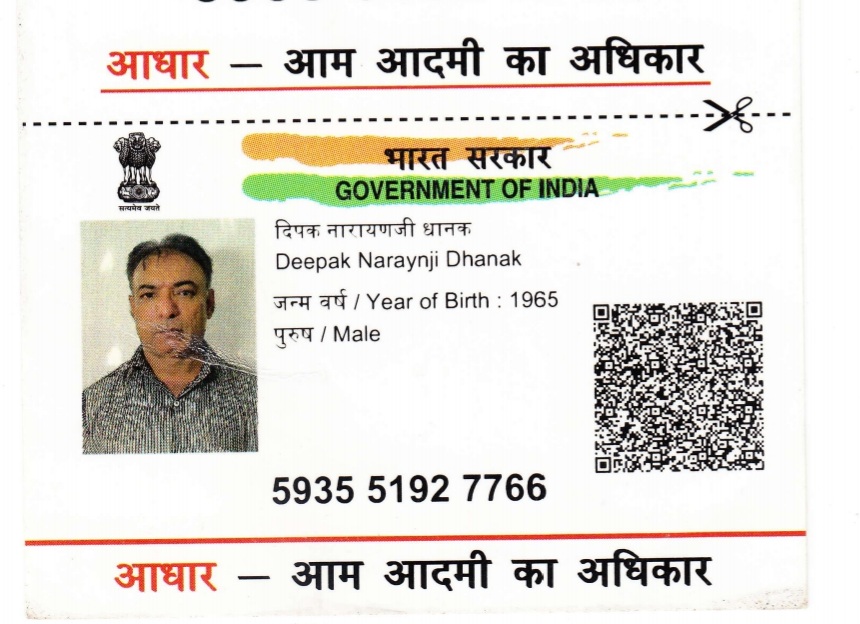 आधार — आम आदमी का अधिकार
सत्यमेव जयते
भारत सरकार
GOVERNMENT OF INDIA
दिपक नारायणजी धानक
Deepak Naraynji Dhanak
जन्म वर्ष / Year of Birth : 1965
पुरुष / Male
5935 5192 7766
आधार — आम आदमी का अधिकार